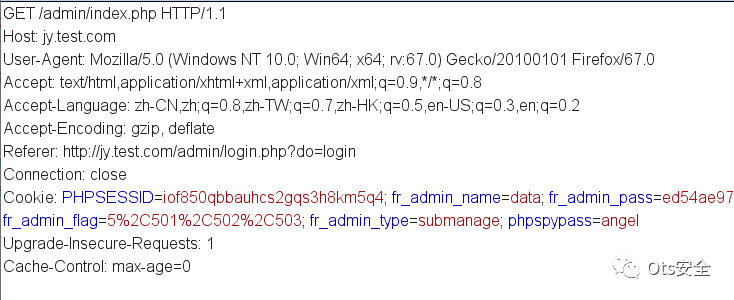 GET /admin/index.php HTTP/1.1
Host: jy.test.com
User-Agent: Mozilla/5.0 (Windows NT 10.0; Win64; x64; rv:67.0) Gecko/20100101 Firefox/67.0
Accept: text/html,application/xhtml+xml,application/xml;q=0.9,*/*;q=0.8
Accept-Language: zh-CN,zh;q=0.8,zh-TW;q=0.7,zh-HK;q=0.5,en-US;q=0.3,en;q=0.2
Accept-Encoding: gzip, deflate
Referer: http://jy.test.com/admin/login.php?do=login
Connection: close
Cookie: PHPSESSID=iof850qbbauhcs2gqs3h8km5q4; fr_admin_name=data; fr_admin_pass=ed54ae97
fr_admin_flag=5%2C501%2C502%2C503; fr_admin_type=submanage; phpspypass=angel
Upgrade-Insecure-Requests: 1
Cache-Control: max-age=0
Ots安全